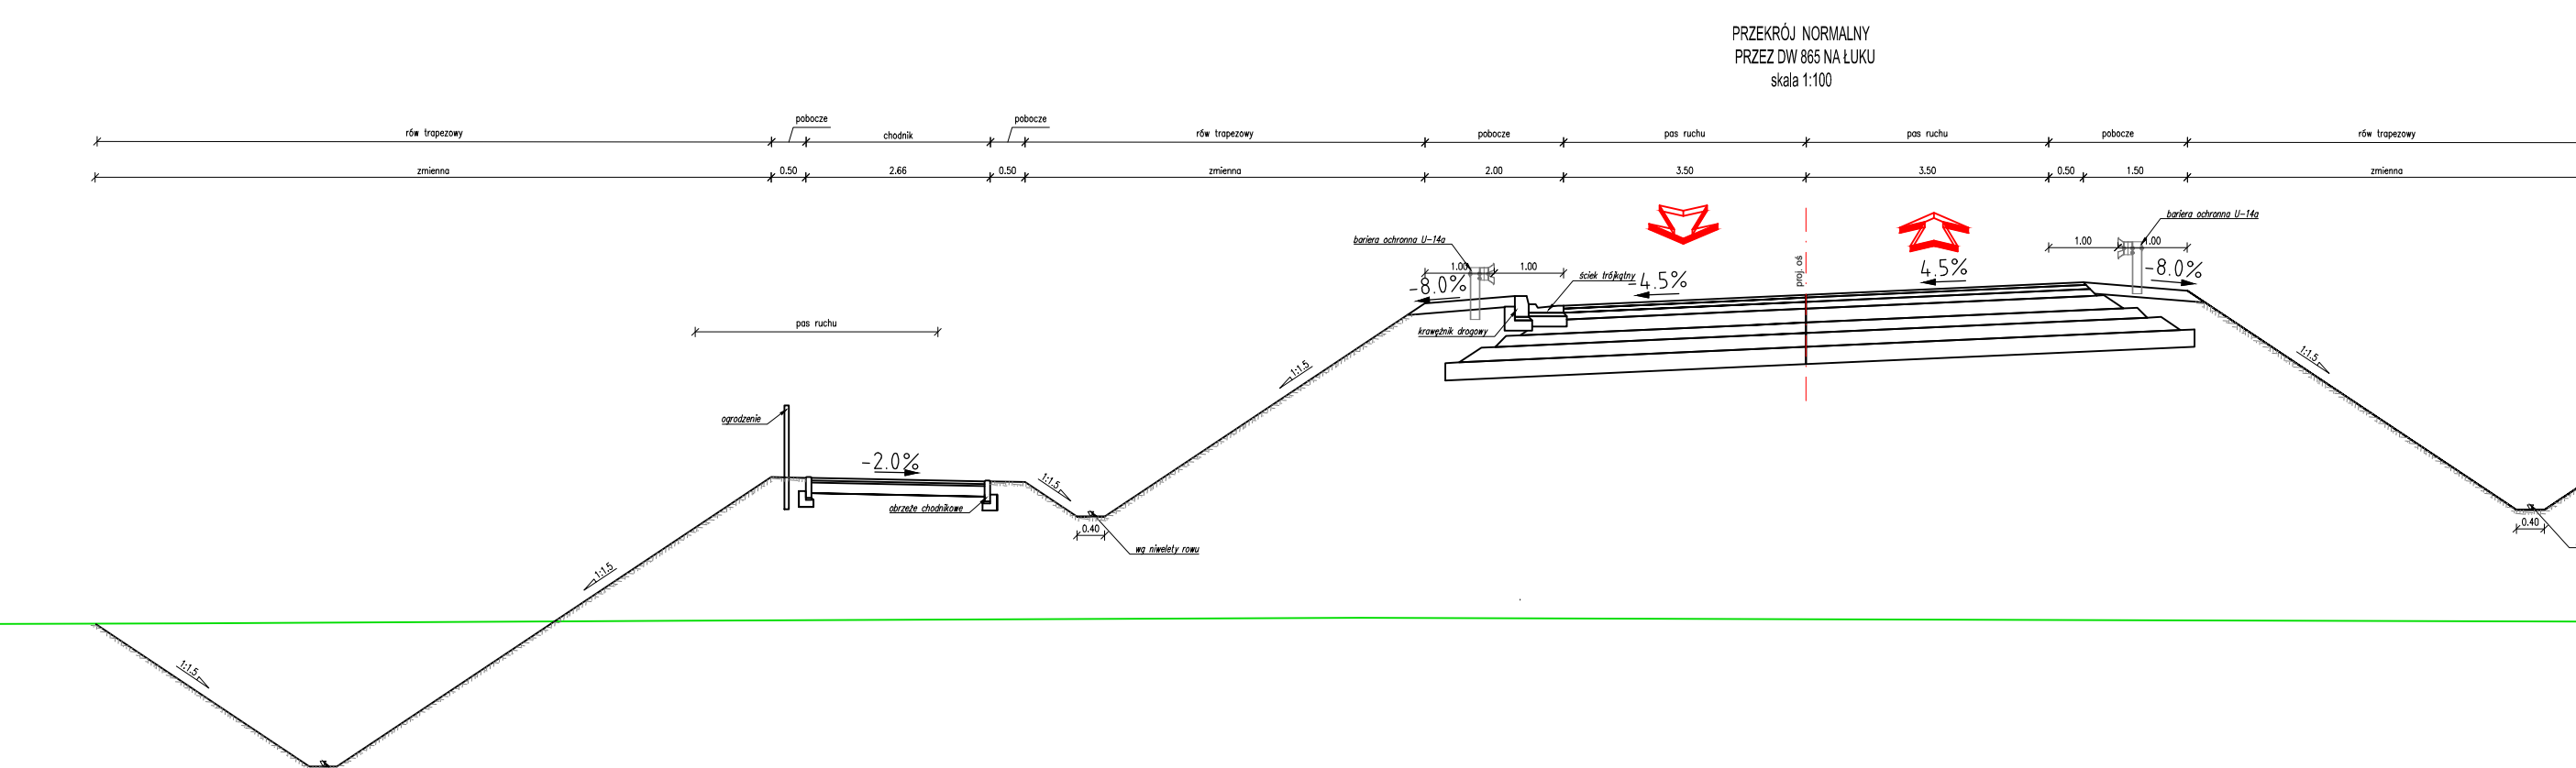 PRZEKRÓJ NORMALNY
PRZEZ DW 865 NA ŁUKU
skala 1:100
pobocze
pobocze
rów trapezowy
chodnik
rów trapezowy
pobocze
pas ruchu
pas ruchu
pobocze
rów trapezowy
zmienna
0.50
2.66
0.50
zmienna
2.00
3.50
3.50
0.50
1.50
zmienna
bariera ochronna U-14a
bariera ochronna U-14a
1.00
1.00
1.00
1.00
ściek trójkątny
proj. oś
-8.0%
-4.5%
4.5%
-8.0%
pas ruchu
krawężnik drogowy
1:1.5
1:1.5
ogrodzenie
-2.0%
1:1.5
obrzeże chodnikowe
0.40
0.40
wg niwelety rowu
1:1.5
1:1.5